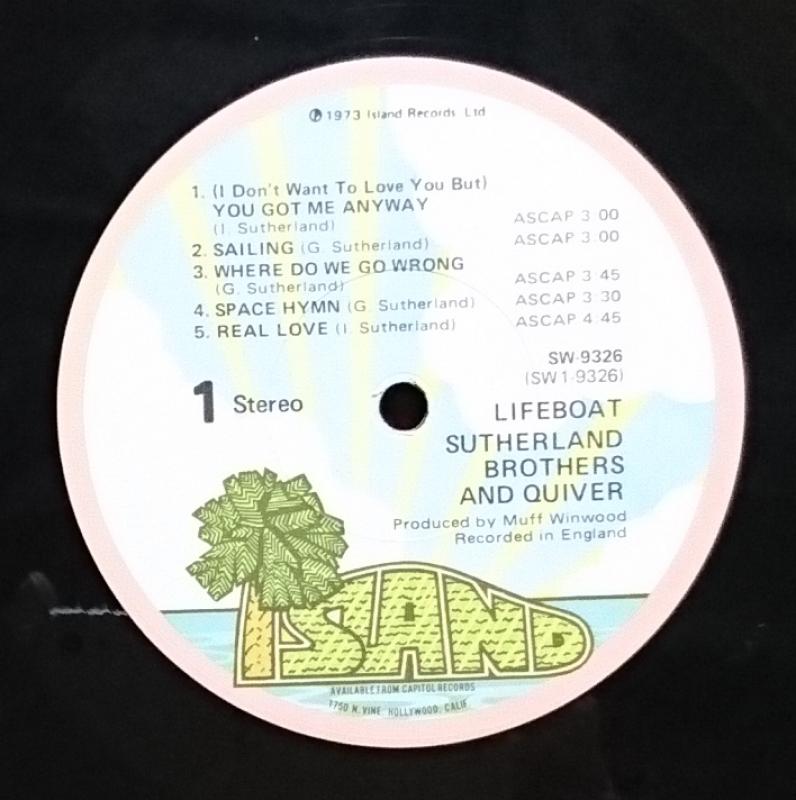 ℗ 1973 Island Records Ltd
1. (I Don't Want To Love You But)
YOU GOT ME ANYWAY
(I. Sutherland) ASCAP 3:00
2. SAILING (G. Sutherland) ASCAP 3:00
3. WHERE DO WE GO WRONG
(G. Sutherland) ASCAP 3:45
4. SPACE HYMN (G. Sutherland) ASCAP 3:30
5. REAL LOVE (I. Sutherland) ASCAP 4:45
SW-9326
(SW1-9326)
1 Stereo
LIFEBOAT
SUTHERLAND
BROTHERS
AND QUIVER
Produced by Muff Winwood
Recorded in England
ISLAND
AVAILABLE FROM CAPITOL RECORDS
1750 N. VINE, HOLLYWOOD, CALIF.